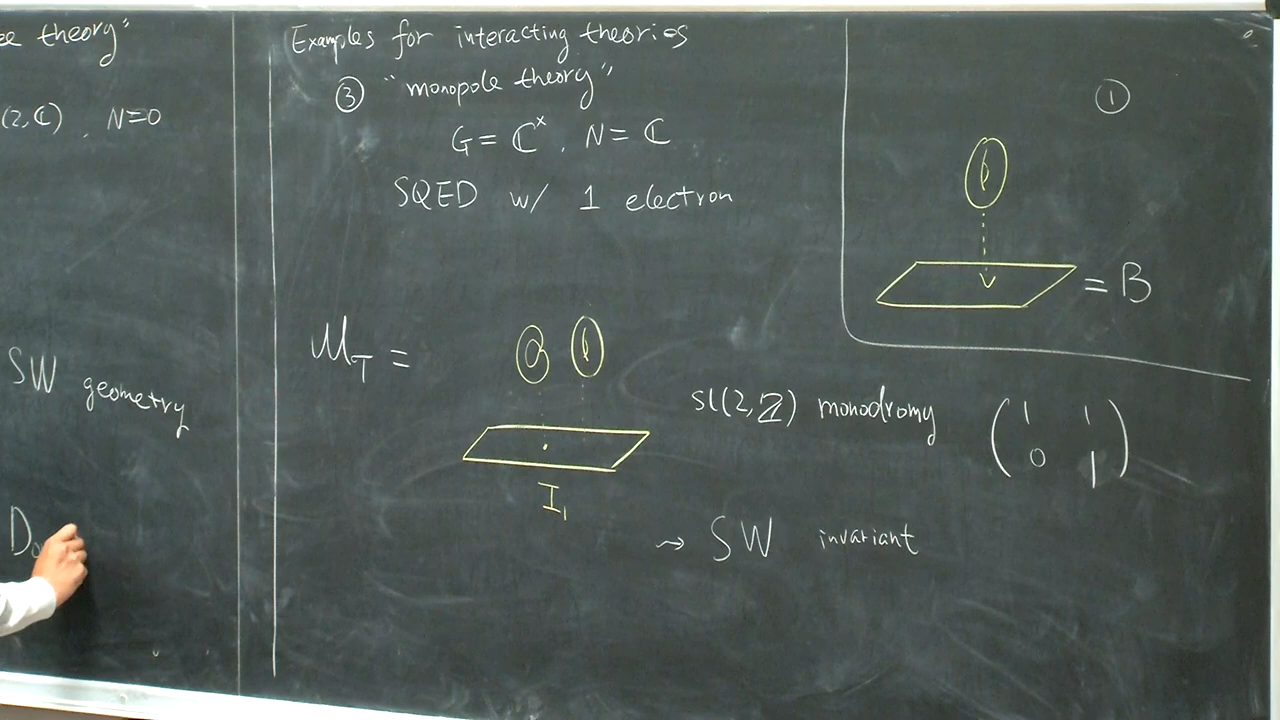 theory"
(2, ℂ), N=0
SW geometry
Examples for interacting theories
③ "monopole theory"
G = ℂ^×, N = ℂ
SQED w/ 1 electron
M_T =
I_1
sl(2, ℤ) monodromy ( 1 1
0 1 )
⇝ SW invariant
①
= B